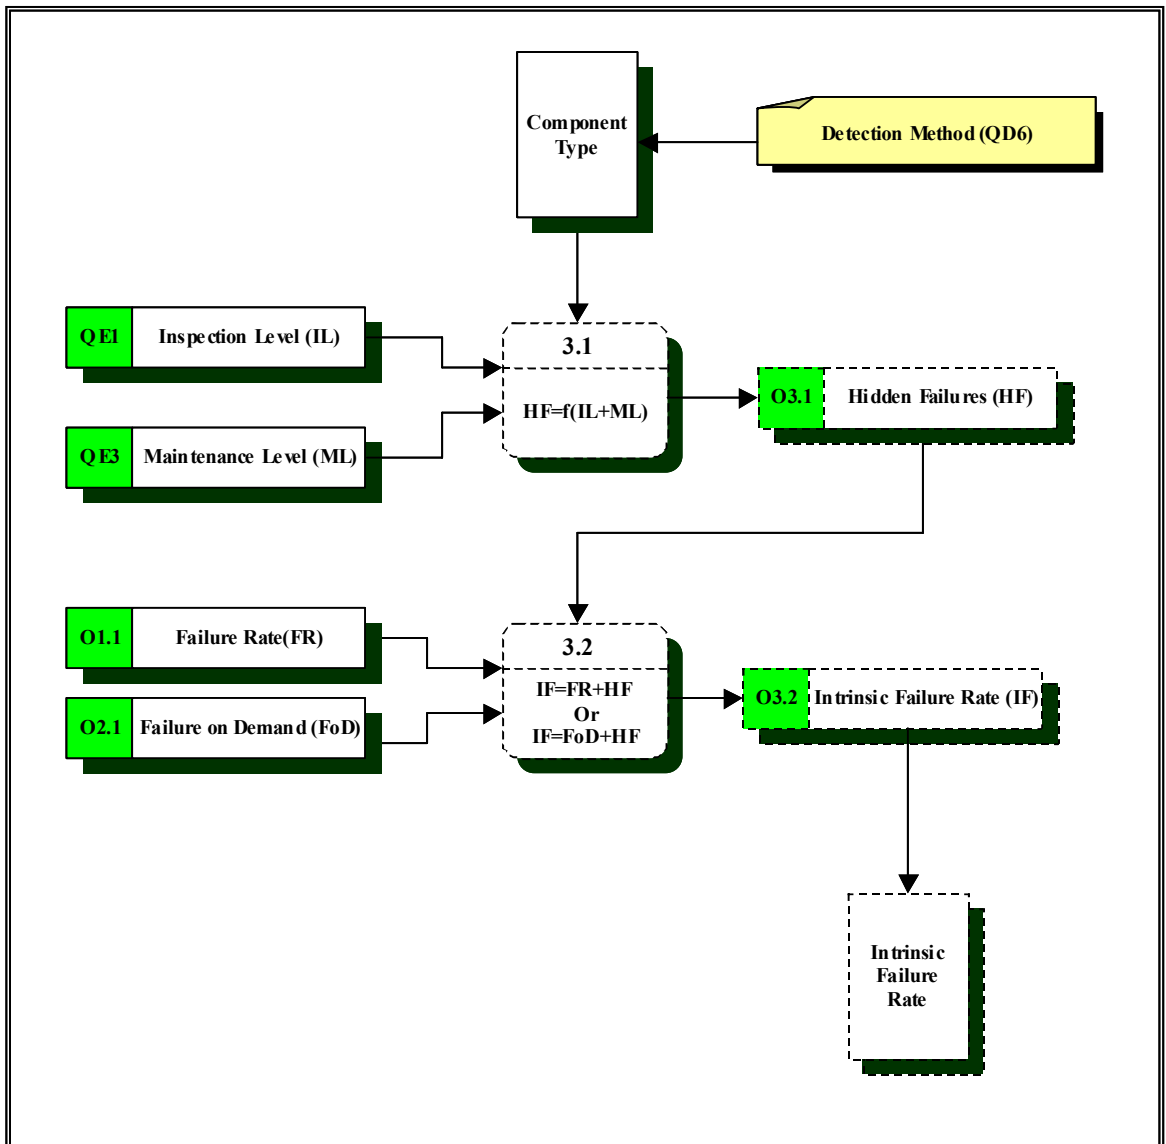 Component
Type
Detection Method (QD6)
QE1 Inspection Level (IL)
3.1
HF=f(IL+ML)
O3.1 Hidden Failures (HF)
QE3 Maintenance Level (ML)
O1.1 Failure Rate(FR)
3.2
IF=FR+HF
Or
IF=FoD+HF
O3.2 Intrinsic Failure Rate (IF)
O2.1 Failure on Demand (FoD)
Intrinsic
Failure
Rate